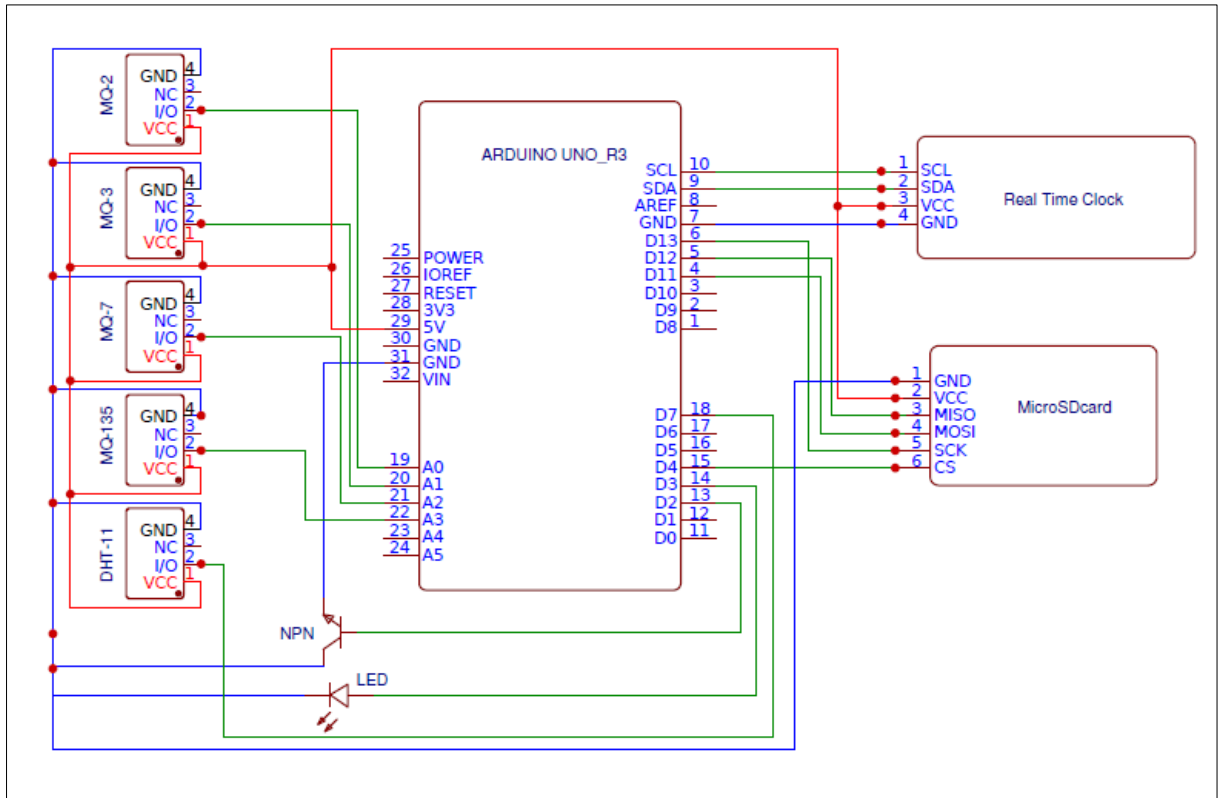 MQ-2
GND 4
NC 3
I/O 2
VCC 1
MQ-3
GND 4
NC 3
I/O 2
VCC 1
MQ-7
GND 4
NC 3
I/O 2
VCC 1
MQ-135
GND 4
NC 3
I/O 2
VCC 1
DHT-11
GND 4
NC 3
I/O 2
VCC 1
ARDUINO UNO_R3
25 POWER
26 IOREF
27 RESET
28 3V3
29 5V
30 GND
31 GND
32 VIN
19 A0
20 A1
21 A2
22 A3
23 A4
24 A5
SCL 10
SDA 9
AREF 8
GND 7
D13 6
D12 5
D11 4
D10 3
D9 2
D8 1
D7 18
D6 17
D5 16
D4 15
D3 14
D2 13
D1 12
D0 11
1 SCL
2 SDA
3 VCC
4 GND
Real Time Clock
1 GND
2 VCC
3 MISO
4 MOSI
5 SCK
6 CS
MicroSDcard
NPN
LED